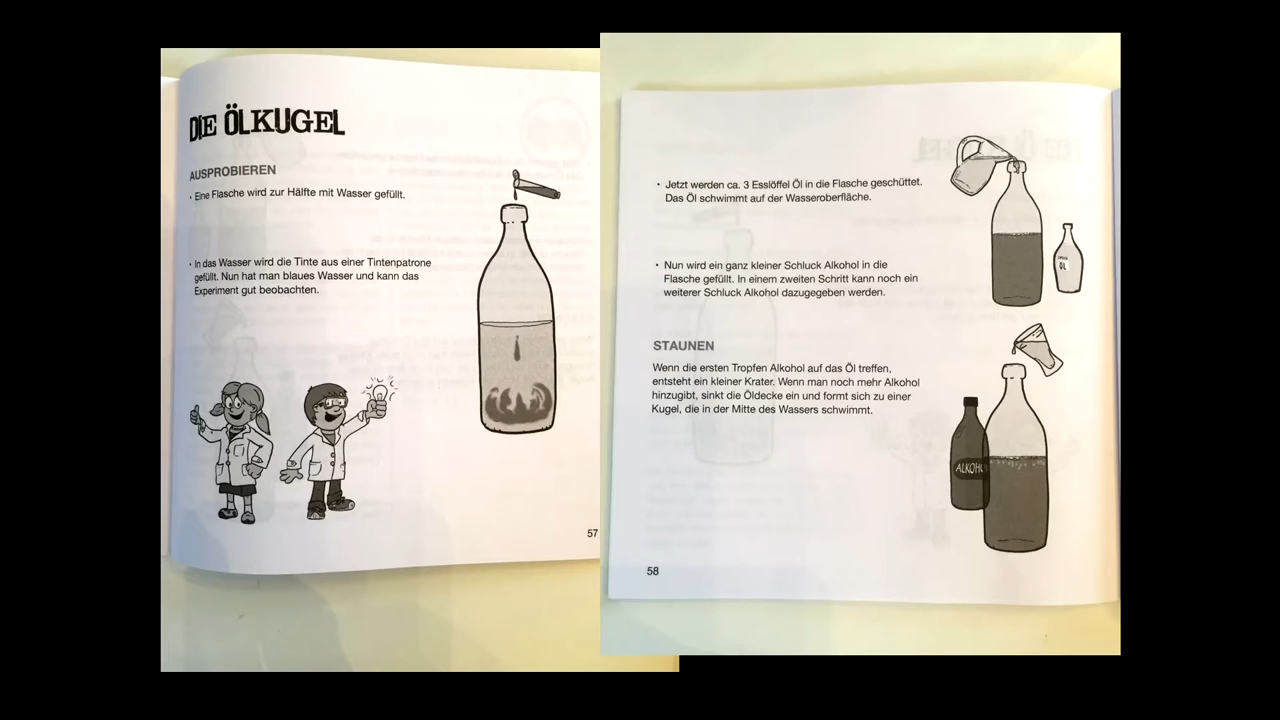 DIE ÖLKUGEL
AUSPROBIEREN
• Eine Flasche wird zur Hälfte mit Wasser gefüllt.
• In das Wasser wird die Tinte aus einer Tintenpatrone
gefüllt. Nun hat man blaues Wasser und kann das
Experiment gut beobachten.
57
• Jetzt werden ca. 3 Esslöffel Öl in die Flasche geschüttet.
Das Öl schwimmt auf der Wasseroberfläche.
ÖL
• Nun wird ein ganz kleiner Schluck Alkohol in die
Flasche gefüllt. In einem zweiten Schritt kann noch ein
weiterer Schluck Alkohol dazugegeben werden.
STAUNEN
Wenn die ersten Tropfen Alkohol auf das Öl treffen,
entsteht ein kleiner Krater. Wenn man noch mehr Alkohol
hinzugibt, sinkt die Öldecke ein und formt sich zu einer
Kugel, die in der Mitte des Wassers schwimmt.
ALKOHO
58